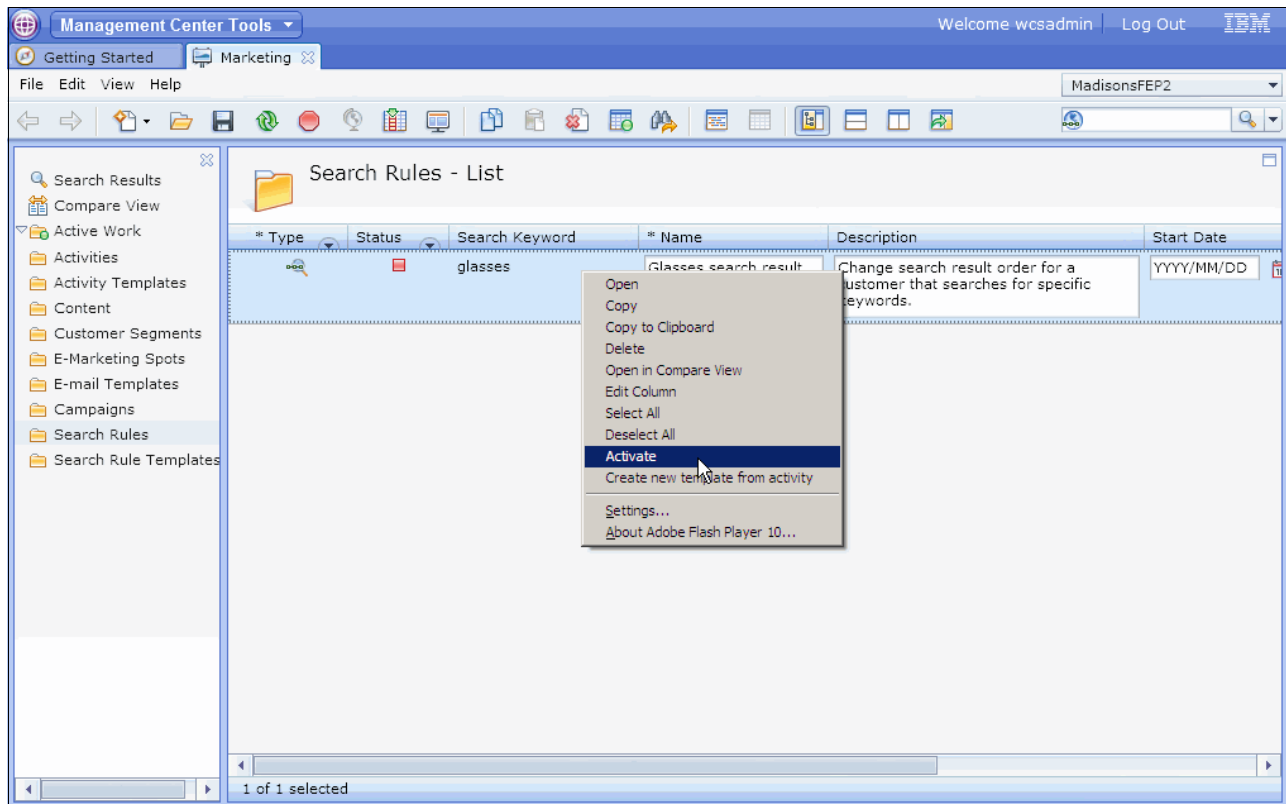 Management Center Tools
Welcome wcsadmin
Log Out
IBM
Getting Started
Marketing
File Edit View Help
MadisonsFEP2
Search Results
Compare View
Active Work
Activities
Activity Templates
Content
Customer Segments
E-Marketing Spots
E-mail Templates
Campaigns
Search Rules
Search Rule Templates
Search Rules - List
* Type
Status
Search Keyword
* Name
Description
Start Date
glasses
Glasses search result
Change search result order for a
customer that searches for specific
keywords.
YYYY/MM/DD
Open
Copy
Copy to Clipboard
Delete
Open in Compare View
Edit Column
Select All
Deselect All
Activate
Create new template from activity
Settings...
About Adobe Flash Player 10...
1 of 1 selected